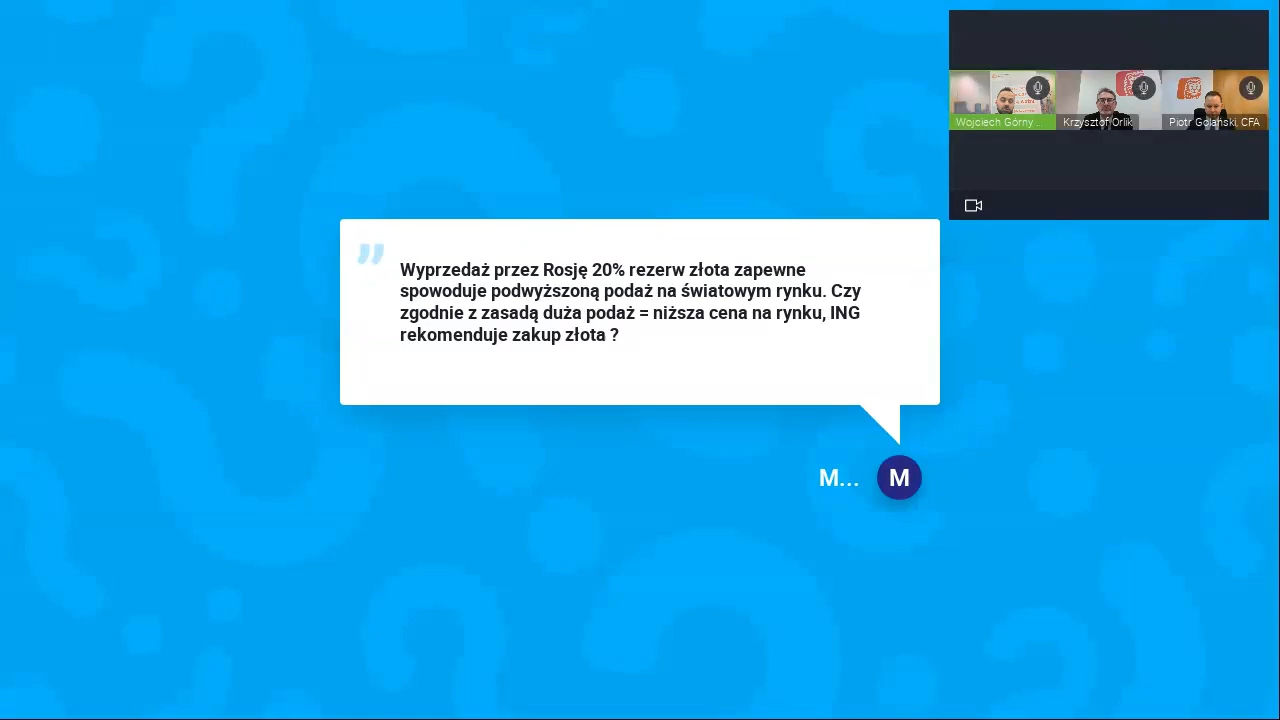 Wojciech Górny...
Krzysztof Orlik
Piotr Golański, CFA
Wyprzedaż przez Rosję 20% rezerw złota zapewne
spowoduje podwyższoną podaż na światowym rynku. Czy
zgodnie z zasadą duża podaż = niższa cena na rynku, ING
rekomenduje zakup złota ?
M...
M